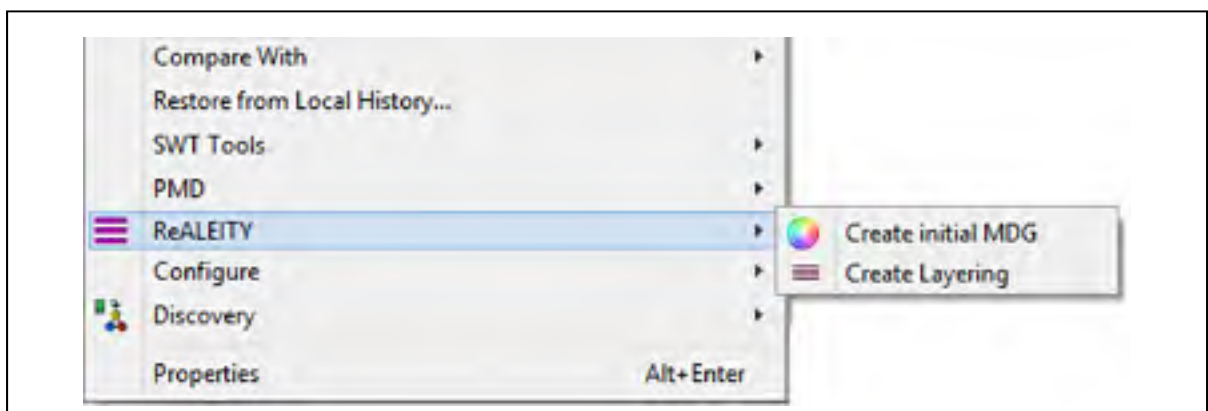 Compare With
Restore from Local History...
SWT Tools
PMD
ReALEITY
Create initial MDG
Configure
Create Layering
Discovery
Properties Alt+Enter